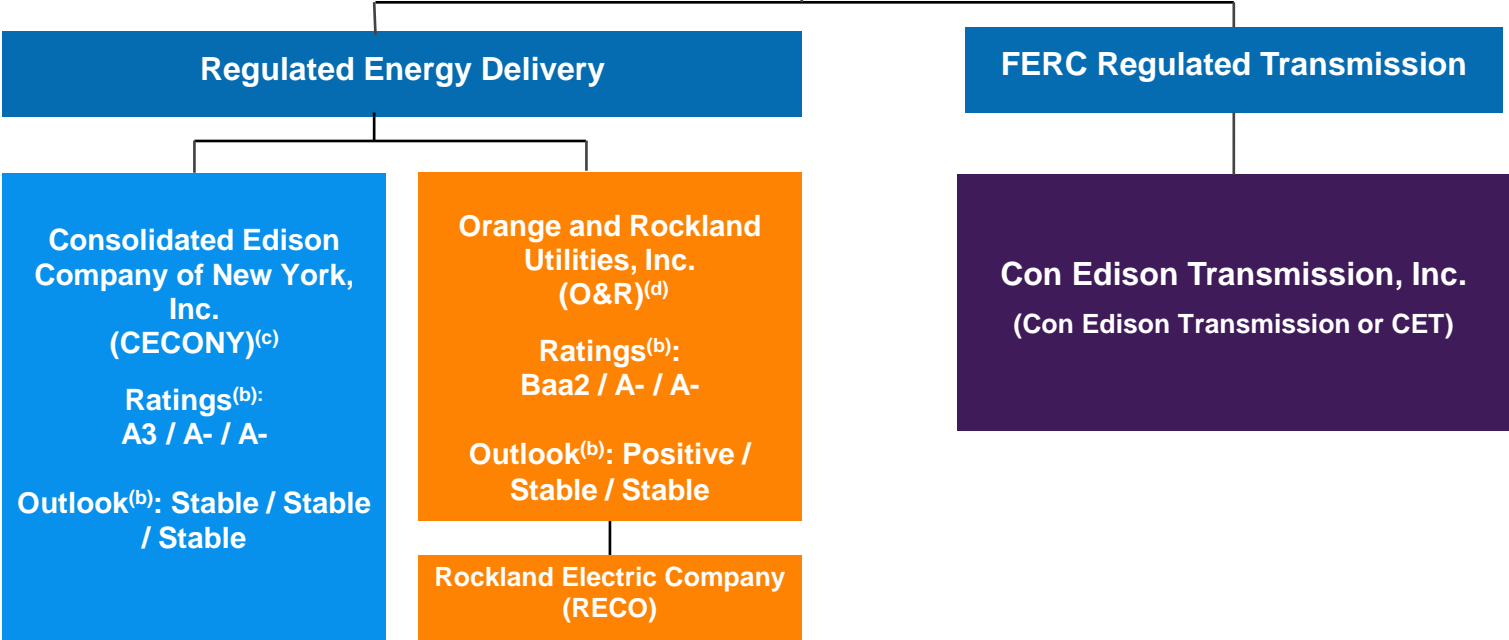 Regulated Energy Delivery
FERC Regulated Transmission
Consolidated Edison
Company of New York,
Inc.
(CECONY)(c)
Ratings(b):
A3 / A- / A-
Outlook(b): Stable / Stable
/ Stable
Orange and Rockland
Utilities, Inc.
(O&R)(d)
Ratings(b):
Baa2 / A- / A-
Outlook(b): Positive /
Stable / Stable
Rockland Electric Company
(RECO)
Con Edison Transmission, Inc.
(Con Edison Transmission or CET)